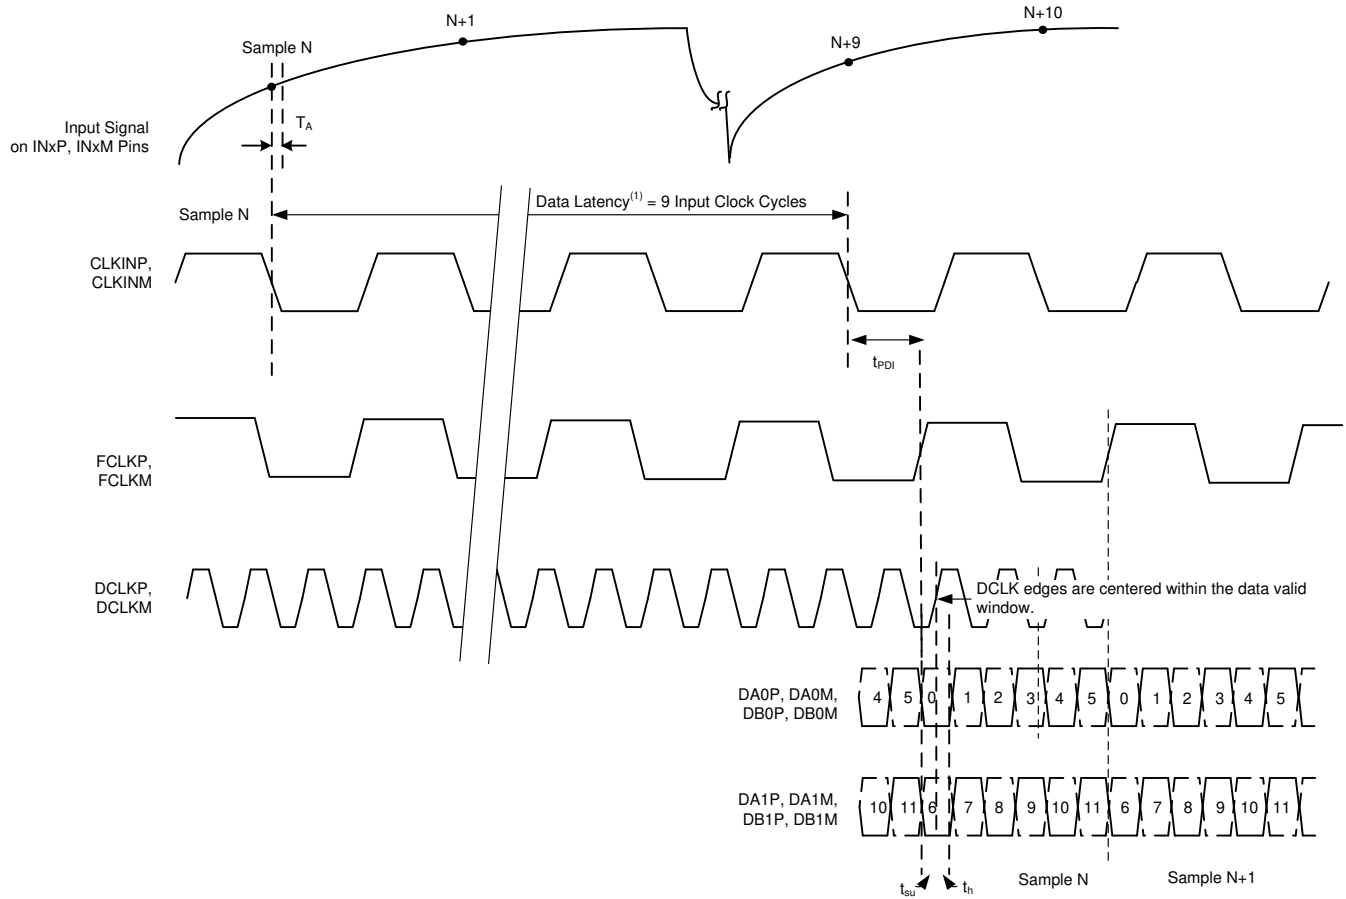 N+1
N+10
Sample N
N+9
T_A
Input Signal
on INxP, INxM Pins
Data Latency(1) = 9 Input Clock Cycles
Sample N
CLKINP,
CLKINM
tPDI
FCLKP,
FCLKM
DCLKP,
DCLKM
DCLK edges are centered within the data valid
window.
DA0P, DA0M,
DB0P, DB0M
4 5 0 1 2 3 4 5 0 1 2 3 4 5
DA1P, DA1M,
DB1P, DB1M
10 11 6 7 8 9 10 11 6 7 8 9 10 11
Sample N
Sample N+1
tsu
th